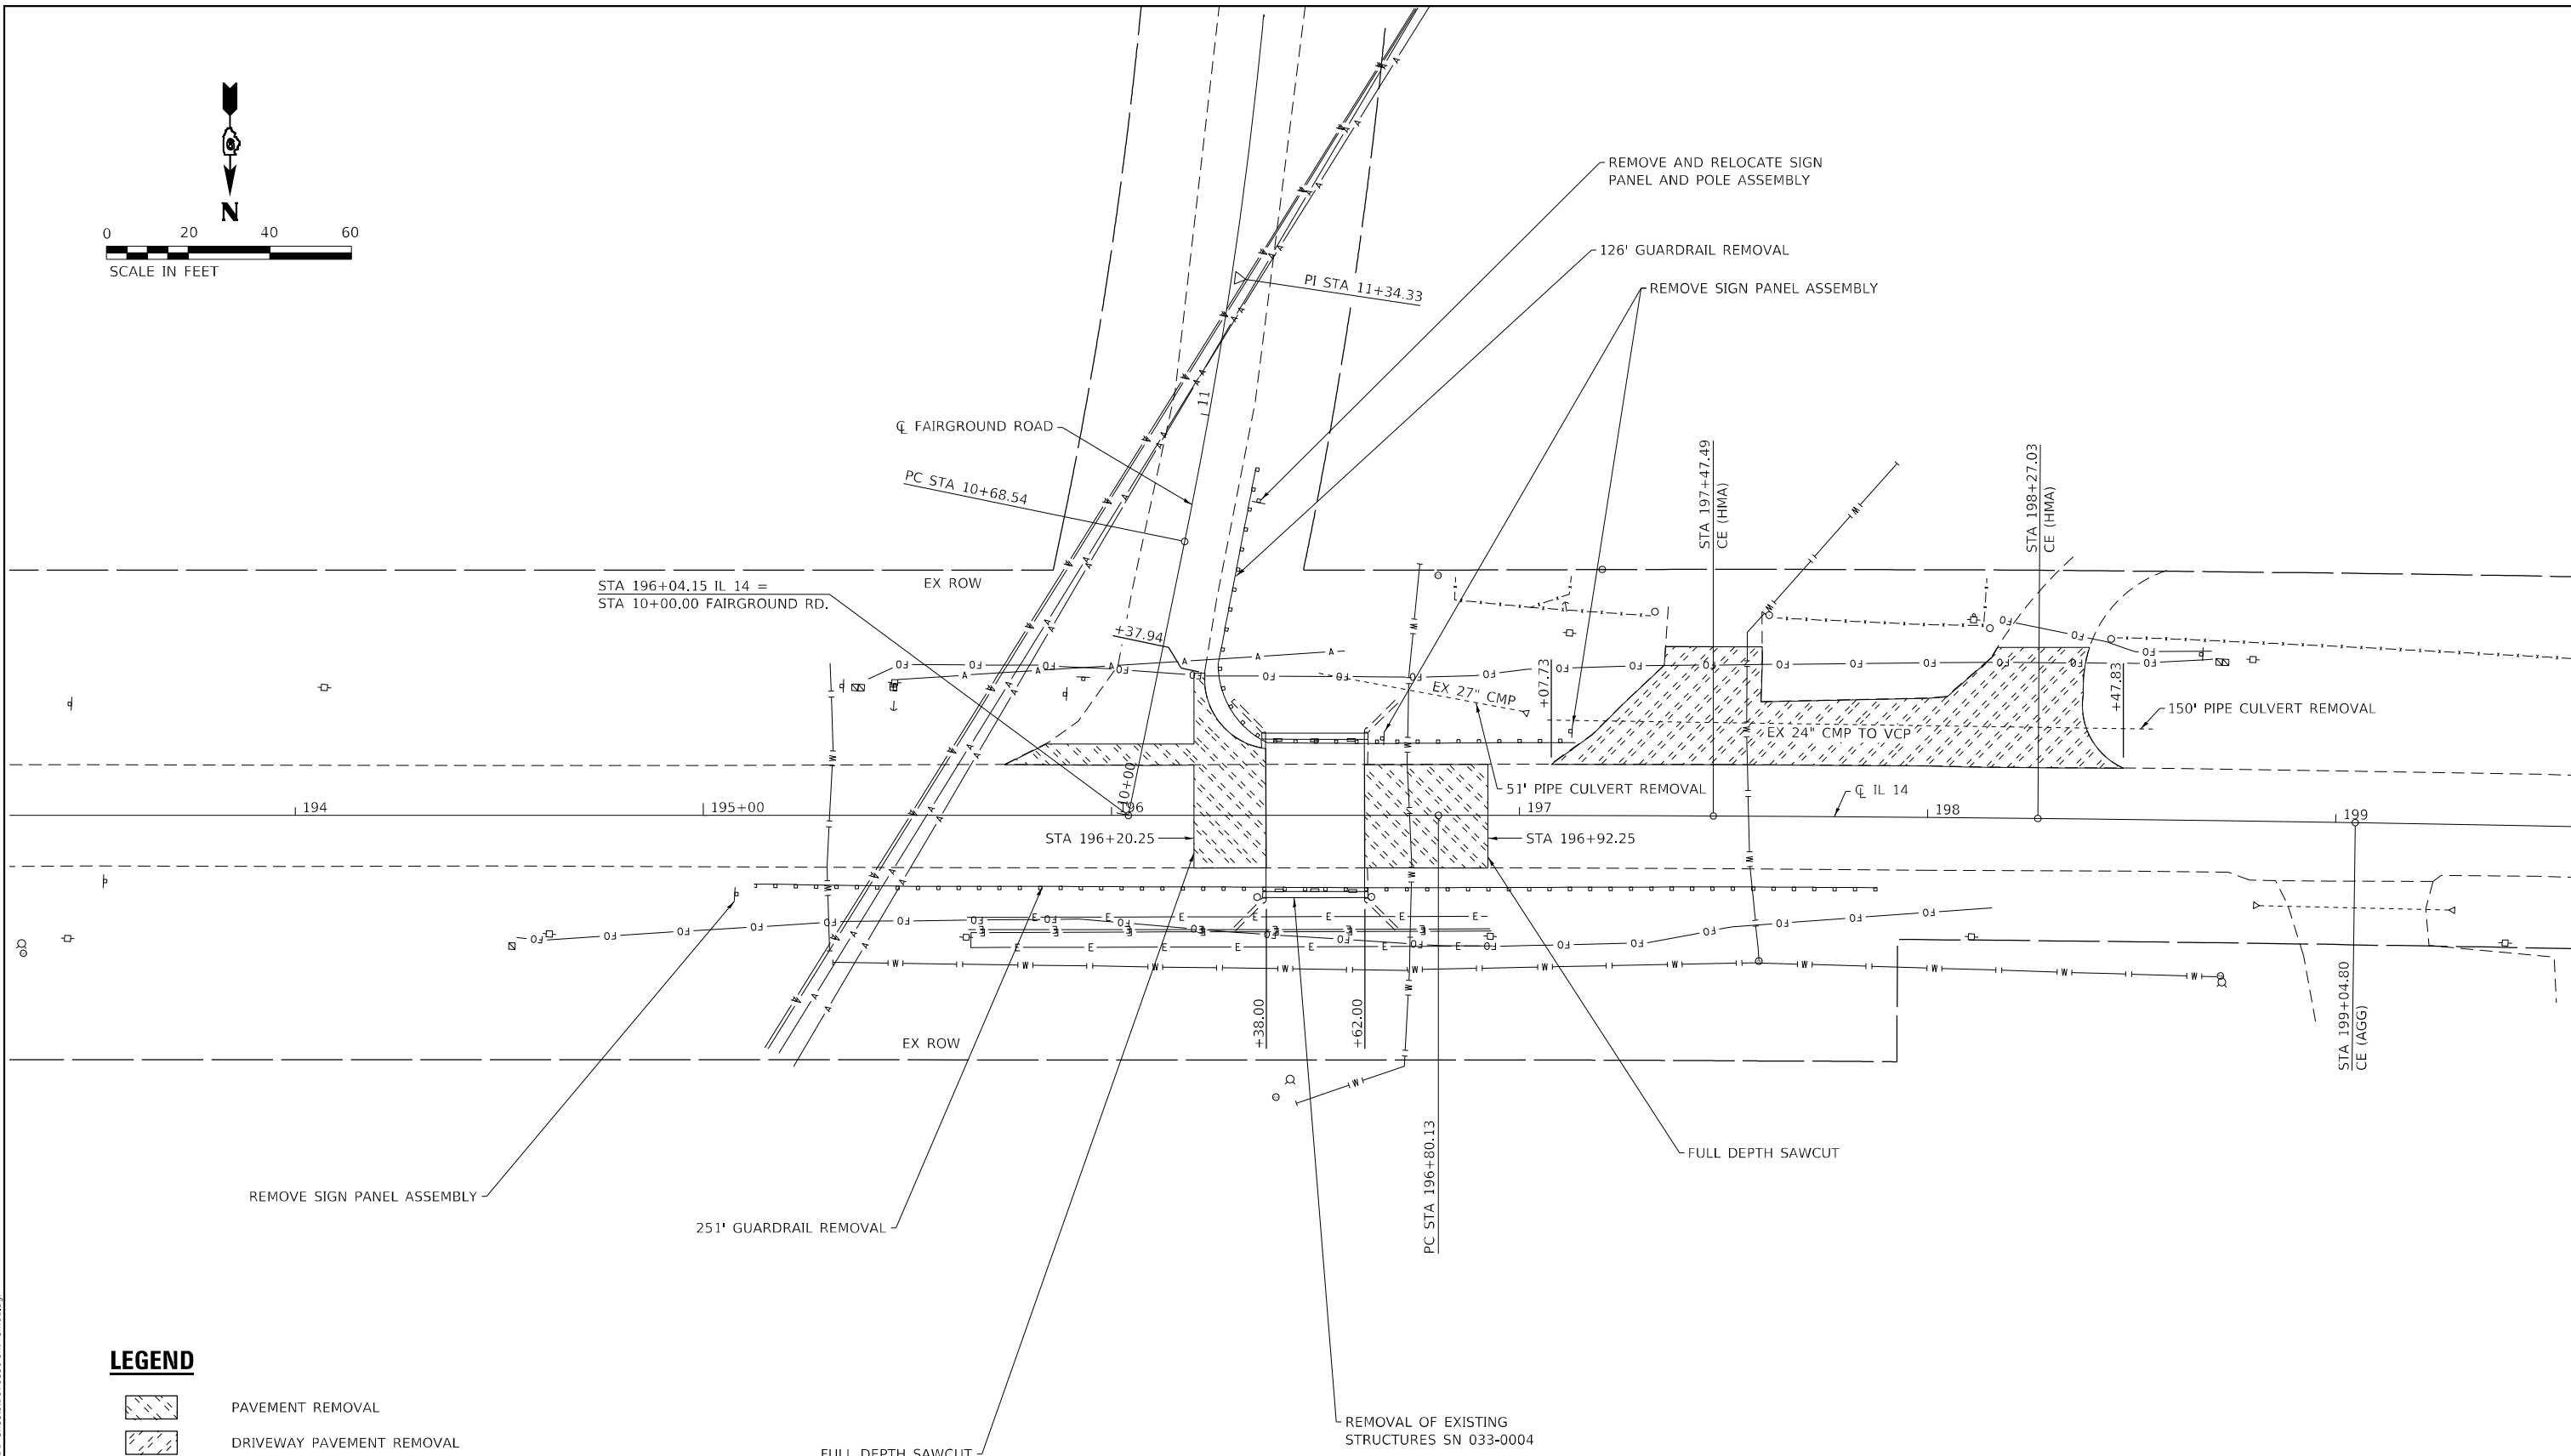 N
0 20 40 60
SCALE IN FEET
REMOVE AND RELOCATE SIGN
PANEL AND POLE ASSEMBLY
126' GUARDRAIL REMOVAL
REMOVE SIGN PANEL ASSEMBLY
PI STA 11+34.33
11
℄ FAIRGROUND ROAD
PC STA 10+68.54
STA 197+47.49
CE (HMA)
STA 198+27.03
CE (HMA)
EX ROW
STA 196+04.15 IL 14 =
STA 10+00.00 FAIRGROUND RD.
+37.94
EX 27" CMP
+07.73
+47.83
150' PIPE CULVERT REMOVAL
EX 24" CMP TO VCP
51' PIPE CULVERT REMOVAL
℄ IL 14
10+00
194
195+00
196
197
198
199
STA 196+20.25
STA 196+92.25
+38.00
+62.00
EX ROW
STA 199+04.80
CE (AGG)
PC STA 196+80.13
FULL DEPTH SAWCUT
REMOVE SIGN PANEL ASSEMBLY
251' GUARDRAIL REMOVAL
LEGEND
PAVEMENT REMOVAL
DRIVEWAY PAVEMENT REMOVAL
FULL DEPTH SAWCUT
REMOVAL OF EXISTING
STRUCTURES SN 033-0004